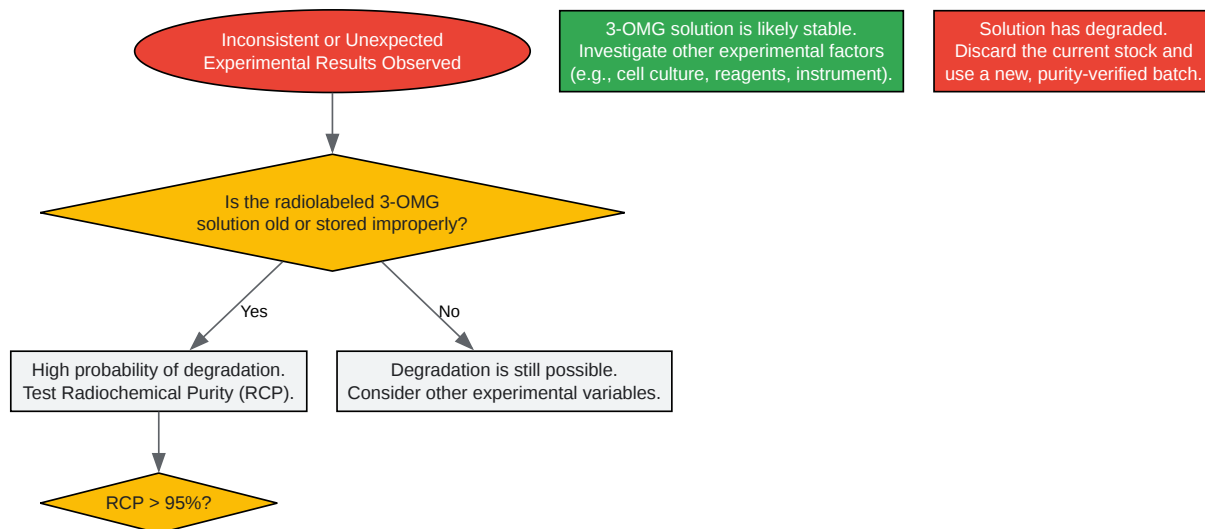 Inconsistent or Unexpected
Experimental Results Observed
3-OMG solution is likely stable.
Investigate other experimental factors
(e.g., cell culture, reagents, instrument).
Solution has degraded.
Discard the current stock and
use a new, purity-verified batch.
Is the radiolabeled 3-OMG
solution old or stored improperly?
Yes
No
High probability of degradation.
Test Radiochemical Purity (RCP).
Degradation is still possible.
Consider other experimental variables.
RCP > 95%?